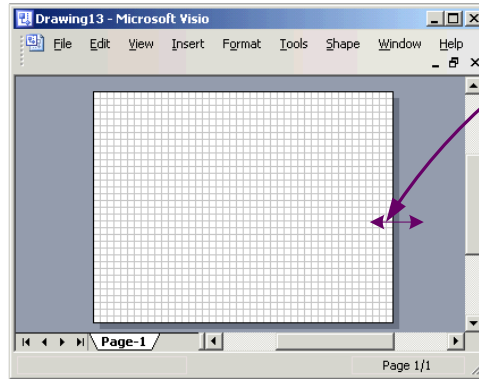 Drawing13 - Microsoft Visio
File Edit View Insert Format Tools Shape Window Help
Page-1
Page 1/1